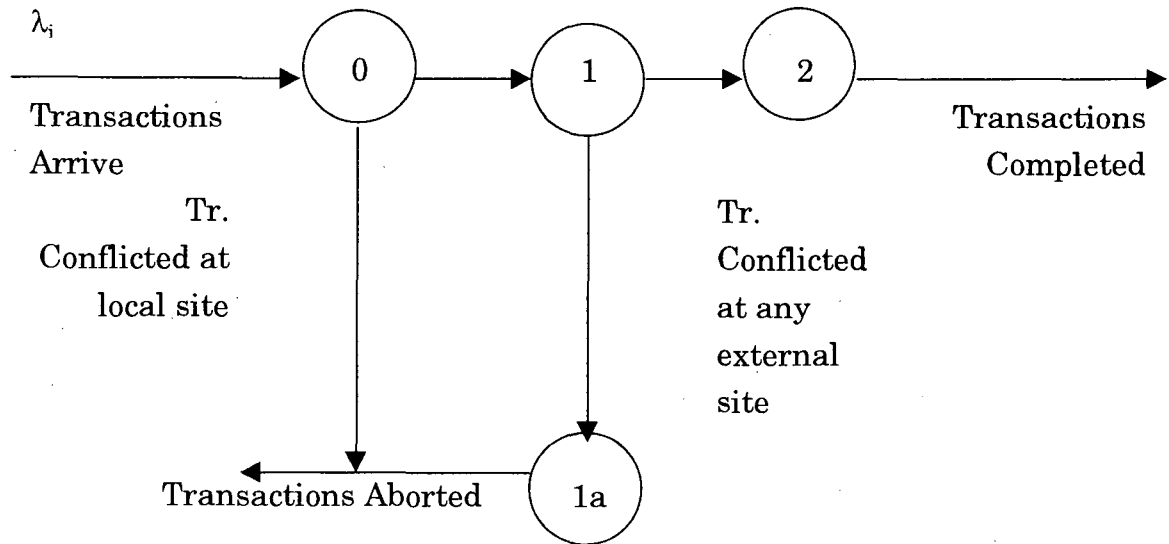 λi
0
1
2
Transactions
Arrive
Transactions
Completed
Tr.
Conflicted at
local site
Tr.
Conflicted
at any
external
site
Transactions Aborted
1a